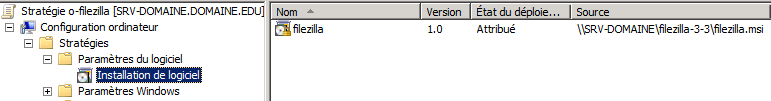 Stratégie o-filezilla [SRV-DOMAINE.DOMAINE.EDU]
Configuration ordinateur
Stratégies
Paramètres du logiciel
Installation de logiciel
Paramètres Windows
Nom Version État du déploie... Source
filezilla 1.0 Attribué \\SRV-DOMAINE\filezilla-3-3\filezilla.msi